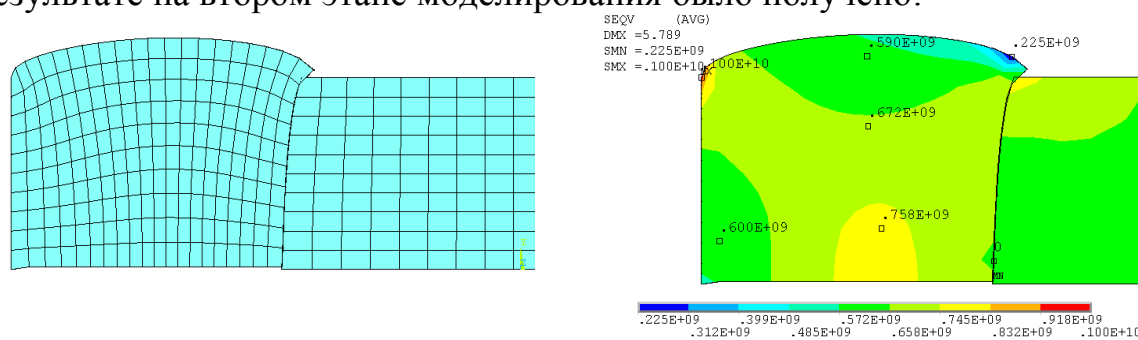 результате на втором этапе моделирования было получено:
SEQV (AVG)
DMX =5.789
SMN =.225E+09
SMX =.100E+10
.590E+09
.225E+09
.100E+10
.672E+09
.758E+09
.600E+09
MN
.225E+09 .399E+09 .572E+09 .745E+09 .918E+09
.312E+09 .485E+09 .658E+09 .832E+09 .100E+10